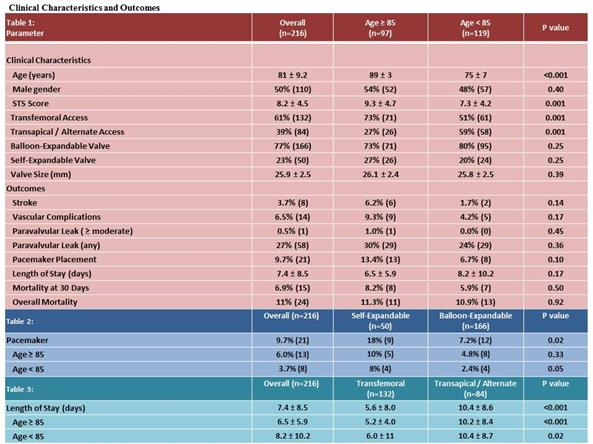 Clinical Characteristics and Outcomes
Table 1: Overall Age ≥ 85 Age < 85 P value
Parameter (n=216) (n=97) (n=119)
Clinical Characteristics
Age (years) 81 ± 9.2 89 ± 3 75 ± 7 <0.001
Male gender 50% (110) 54% (52) 48% (57) 0.40
STS Score 8.2 ± 4.5 9.3 ± 4.7 7.3 ± 4.2 0.001
Transfemoral Access 61% (132) 73% (71) 51% (61) 0.001
Transapical / Alternate Access 39% (84) 27% (26) 59% (58) 0.001
Balloon-Expandable Valve 77% (166) 73% (71) 80% (95) 0.25
Self-Expandable Valve 23% (50) 27% (26) 20% (24) 0.25
Valve Size (mm) 25.9 ± 2.5 26.1 ± 2.4 25.8 ± 2.5 0.39
Outcomes
Stroke 3.7% (8) 6.2% (6) 1.7% (2) 0.14
Vascular Complications 6.5% (14) 9.3% (9) 4.2% (5) 0.17
Paravalvular Leak ( ≥ moderate) 0.5% (1) 1.0% (1) 0.0% (0) 0.45
Paravalvular Leak (any) 27% (58) 30% (29) 24% (29) 0.36
Pacemaker Placement 9.7% (21) 13.4% (13) 6.7% (8) 0.10
Length of Stay (days) 7.4 ± 8.5 6.5 ± 5.9 8.2 ± 10.2 0.17
Mortality at 30 Days 6.9% (15) 8.2% (8) 5.9% (7) 0.50
Overall Mortality 11% (24) 11.3% (11) 10.9% (13) 0.92
Table 2: Overall (n=216) Self-Expandable (n=50) Balloon-Expandable (n=166) P value
Pacemaker 9.7% (21) 18% (9) 7.2% (12) 0.02
Age ≥ 85 6.0% (13) 10% (5) 4.8% (8) 0.33
Age < 85 3.7% (8) 8% (4) 2.4% (4) 0.05
Table 3: Overall (n=216) Transfemoral (n=132) Transapical / Alternate (n=84) P value
Length of Stay (days) 7.4 ± 8.5 5.6 ± 8.0 10.4 ± 8.6 <0.001
Age ≥ 85 6.5 ± 5.9 5.2 ± 4.0 10.2 ± 8.4 <0.001
Age < 85 8.2 ± 10.2 6.0 ± 11 10.4 ± 8.7 0.02